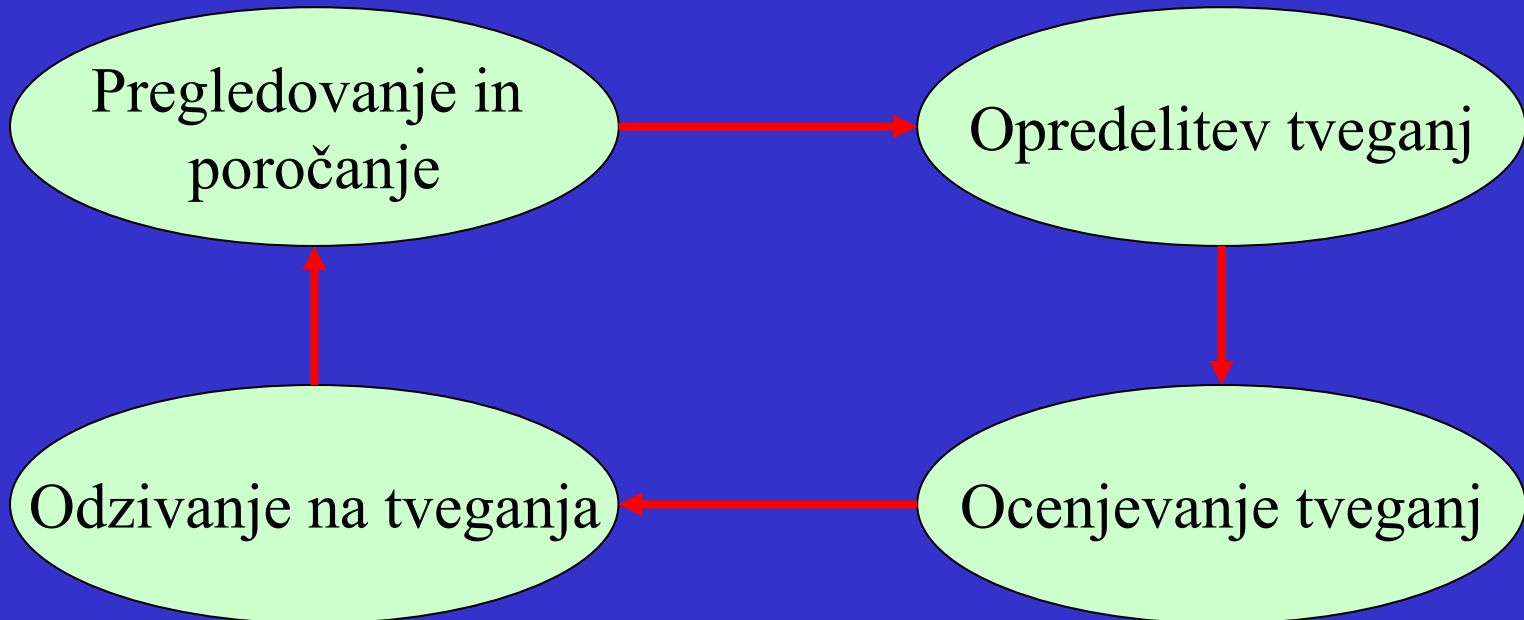 Pregledovanje in
poročanje
Opredelitev tveganj
Odzivanje na tveganja
Ocenjevanje tveganj